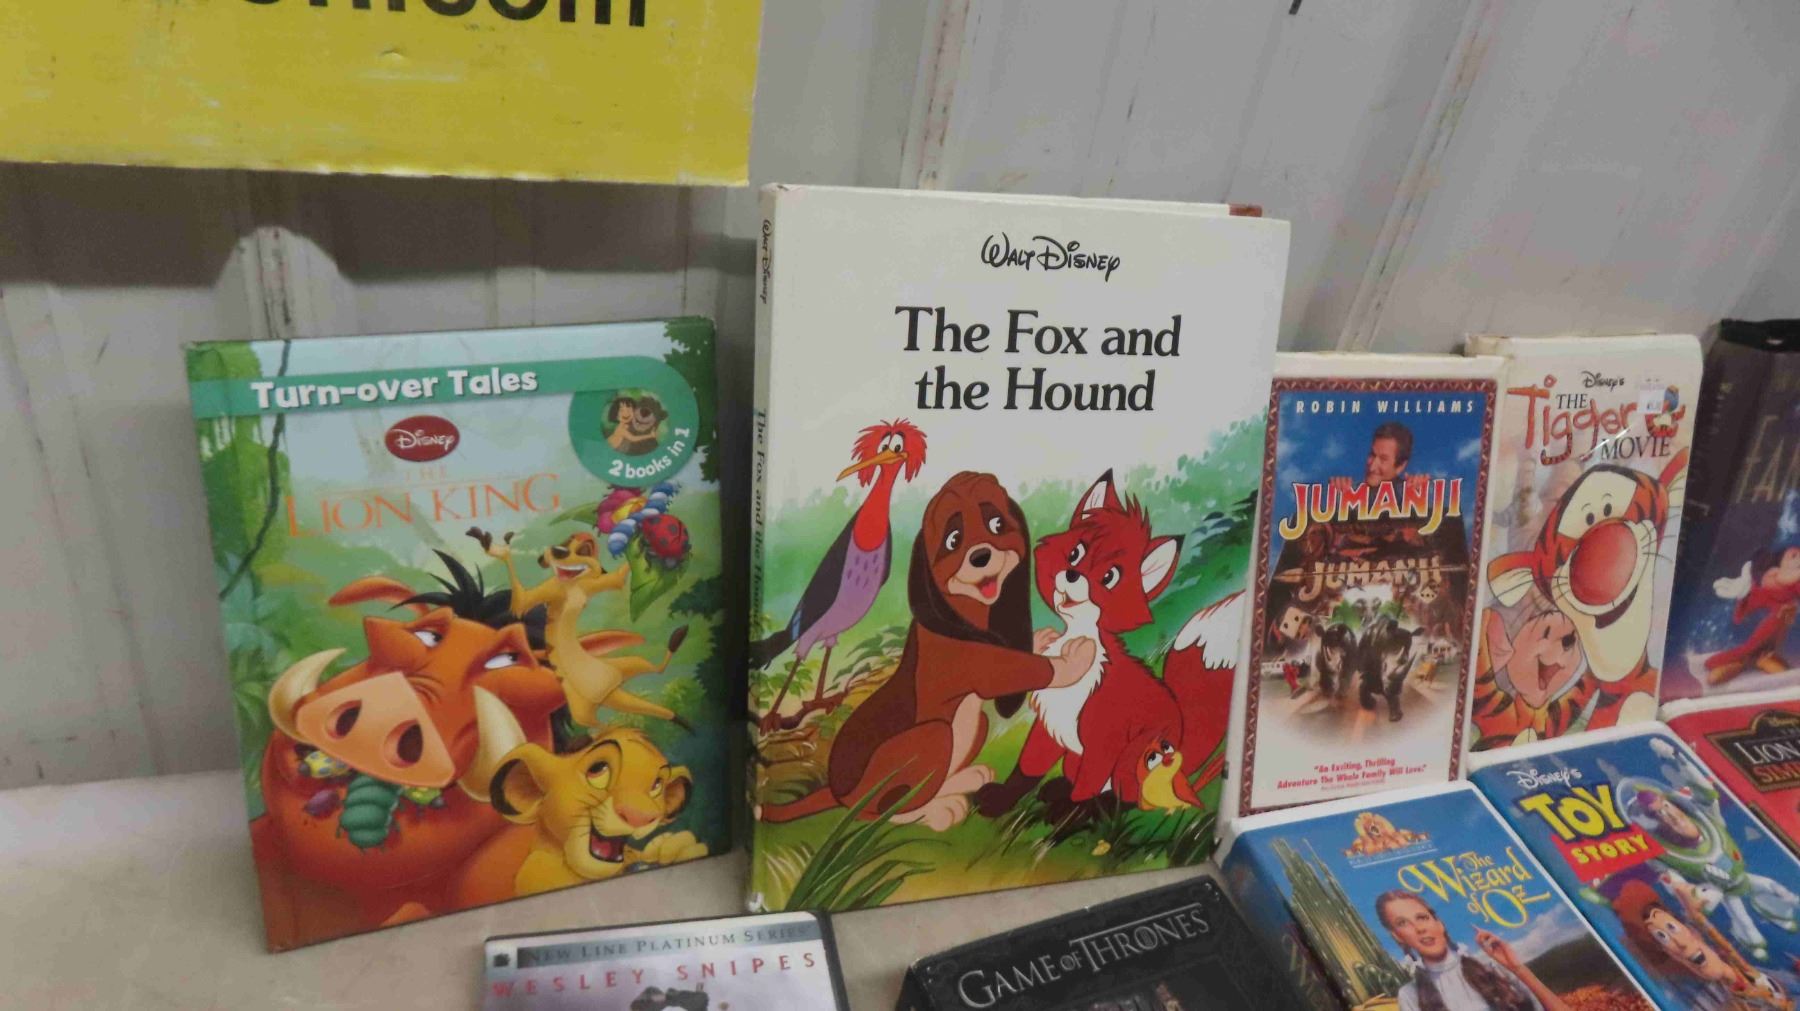 Turn-over Tales
Disney
THE
LION KING
2 books in 1
WALT DISNEY
The Fox and the Hound
WALT DISNEY
The Fox and
the Hound
ROBIN WILLIAMS
JUMANJI
JUMANJI
"An Exciting, Thrilling
Adventure The Whole Family Will Love."
DISNEY'S
THE
Tigger
MOVIE
The
Wizard
of Oz
DISNEY'S
TOY
STORY
NEW LINE PLATINUM SERIES
WESLEY SNIPES
GAME OF THRONES